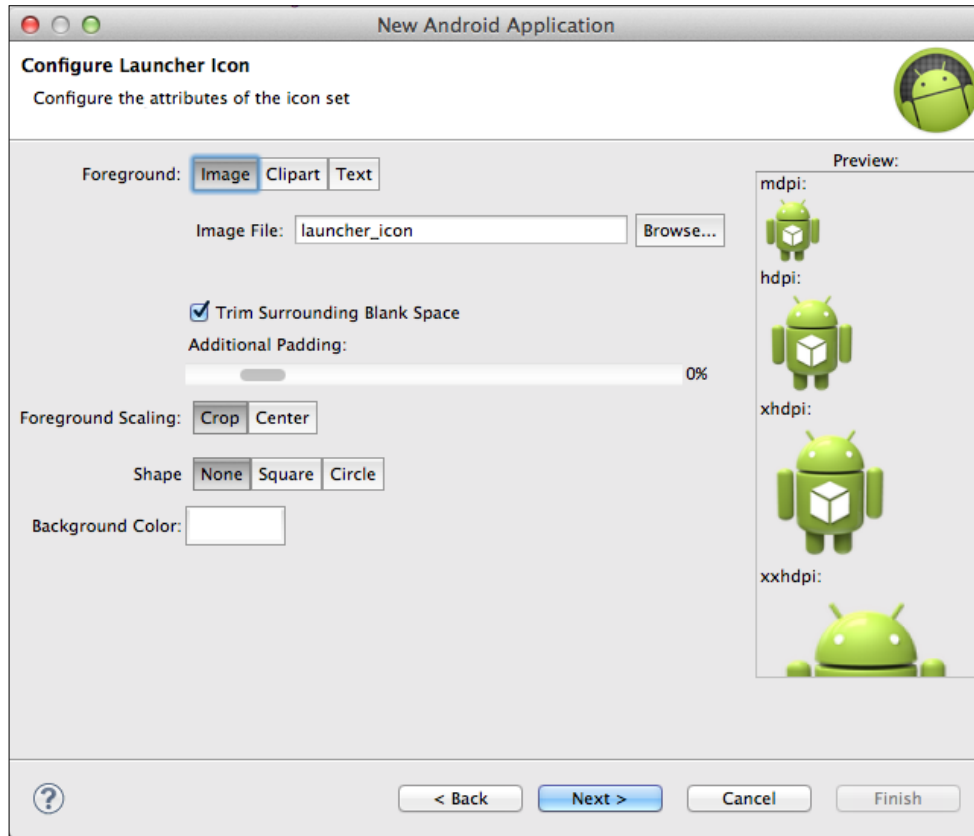 New Android Application
Configure Launcher Icon
Configure the attributes of the icon set
Foreground: Image Clipart Text
Image File: launcher_icon Browse...
Trim Surrounding Blank Space
Additional Padding:
0%
Foreground Scaling: Crop Center
Shape None Square Circle
Background Color:
Preview:
mdpi:
hdpi:
xhdpi:
xxhdpi:
? < Back Next > Cancel Finish